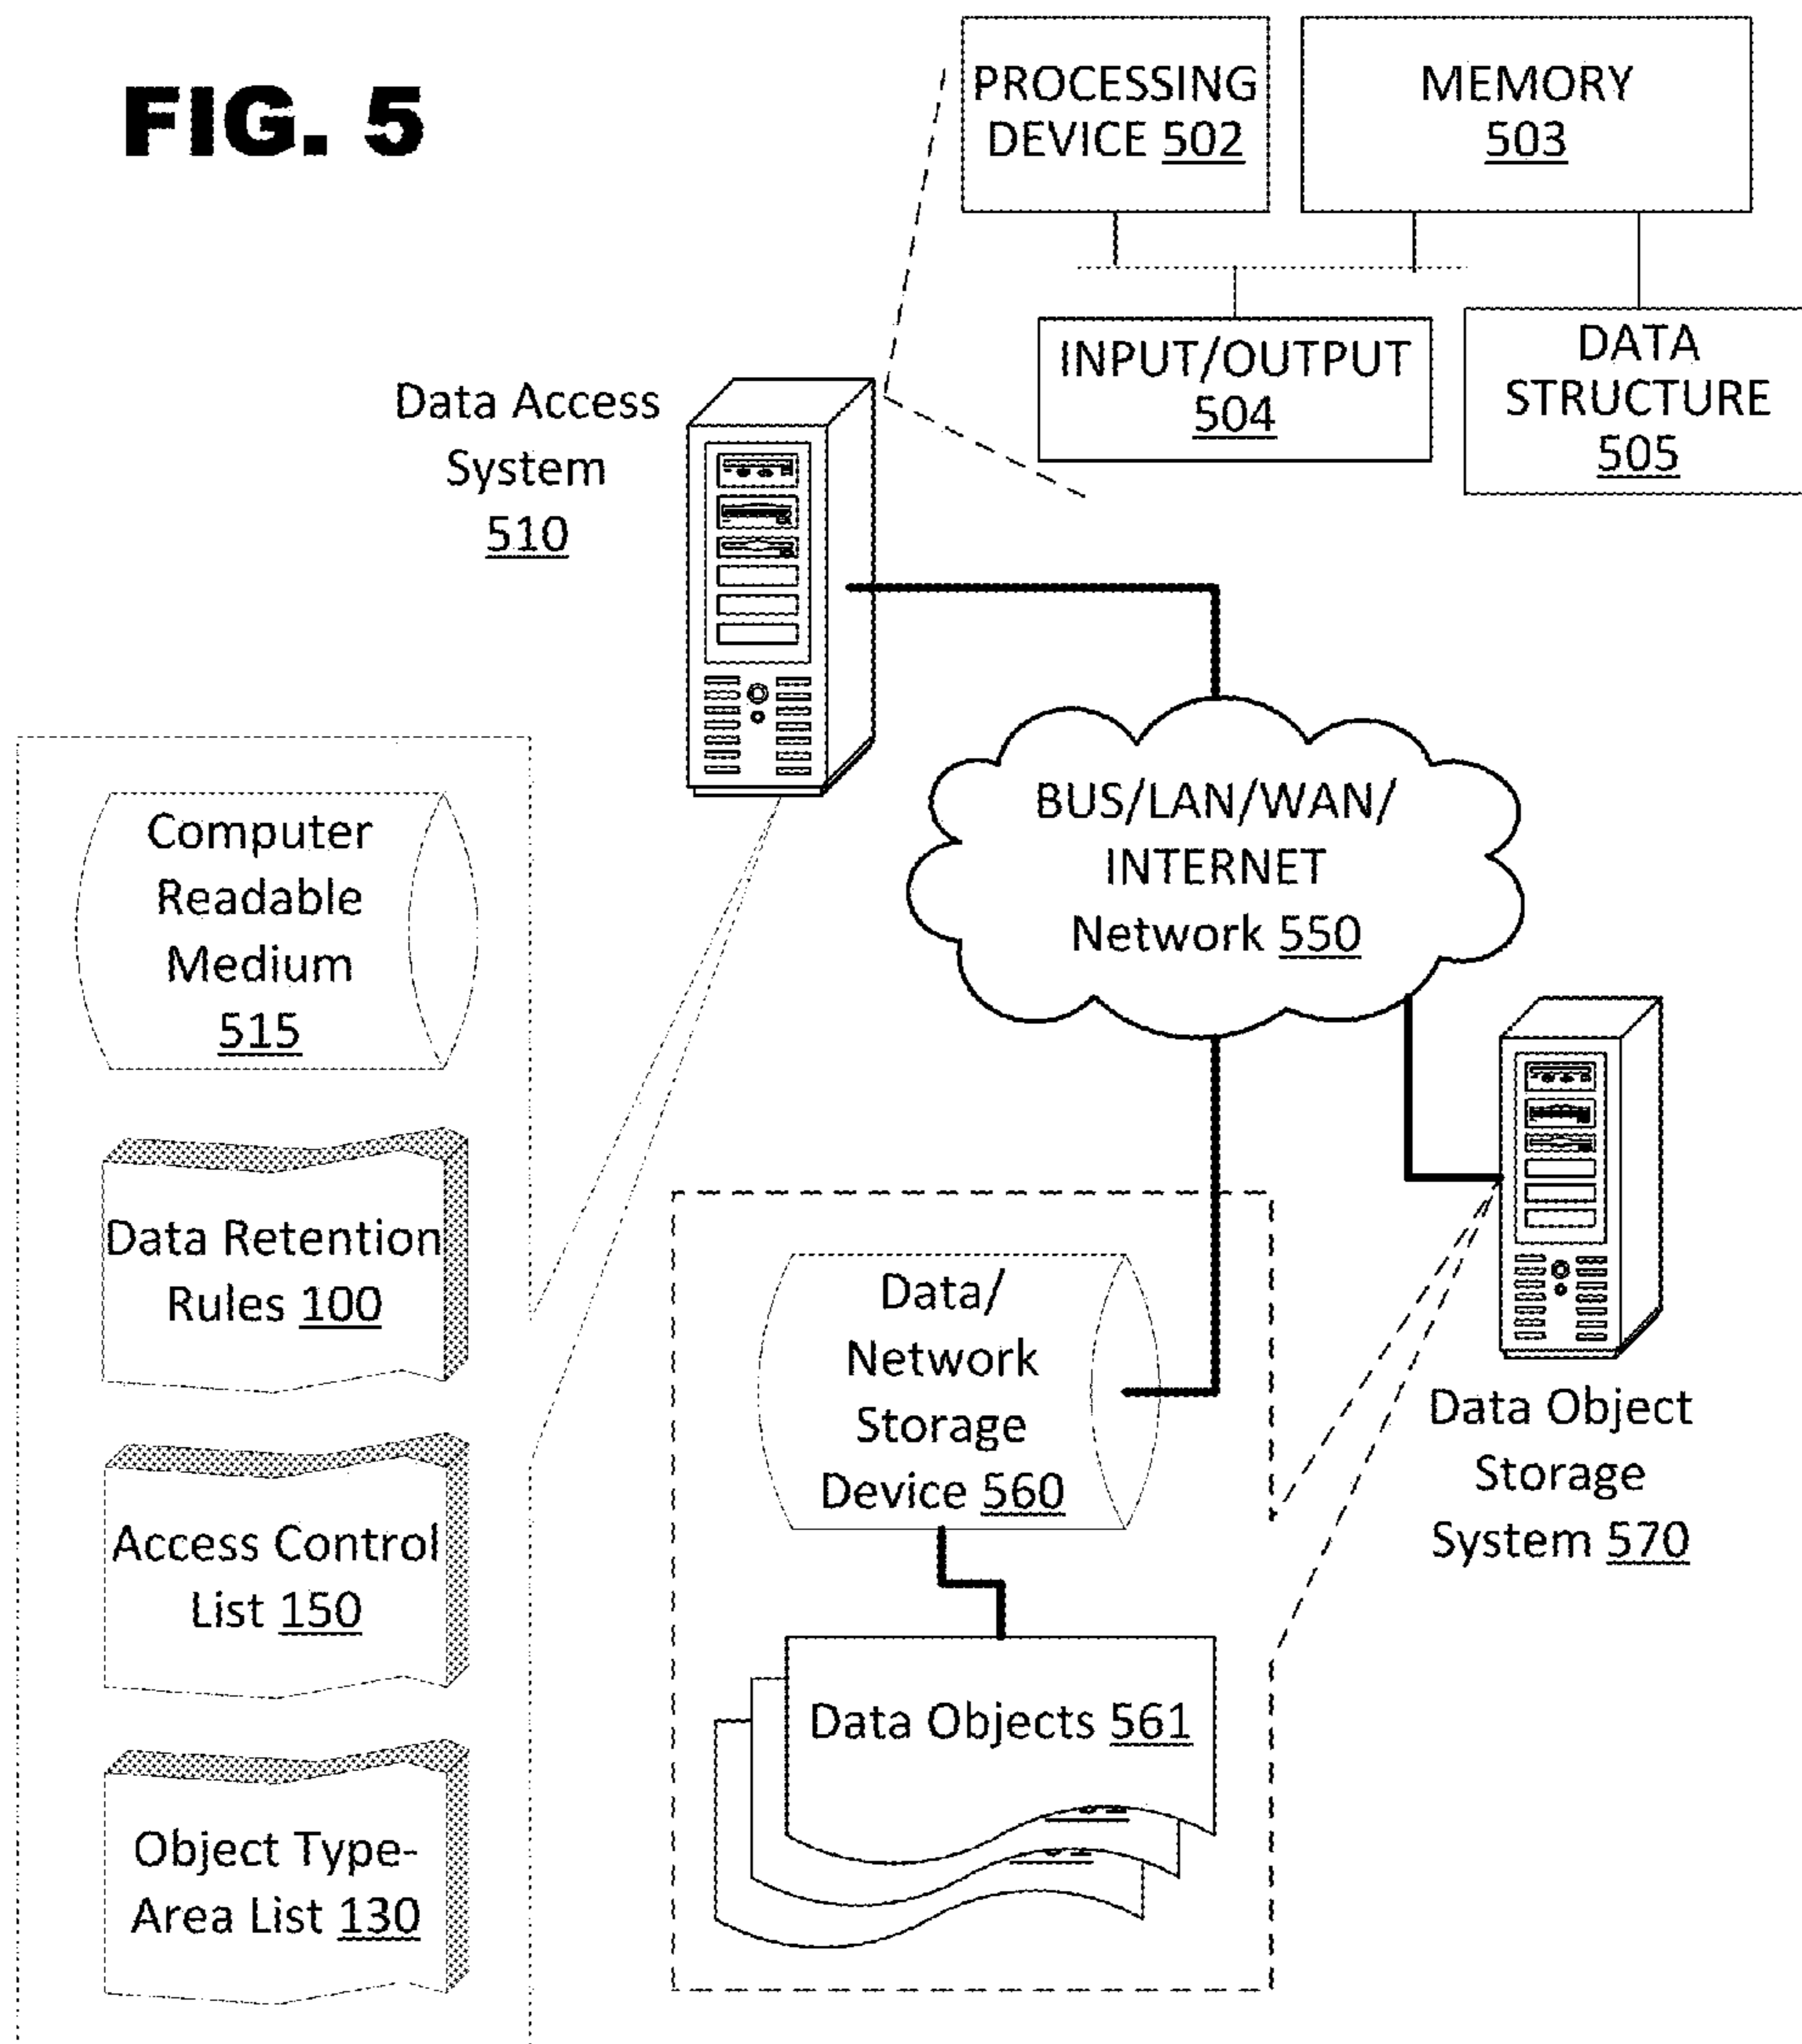 FIG. 5
PROCESSING
DEVICE 502
MEMORY
503
INPUT/OUTPUT
504
DATA
STRUCTURE
505
Data Access
System
510
BUS/LAN/WAN/
INTERNET
Network 550
Computer
Readable
Medium
515
Data Retention
Rules 100
Access Control
List 150
Object Type-
Area List 130
Data/
Network
Storage
Device 560
Data Objects 561
Data Object
Storage
System 570